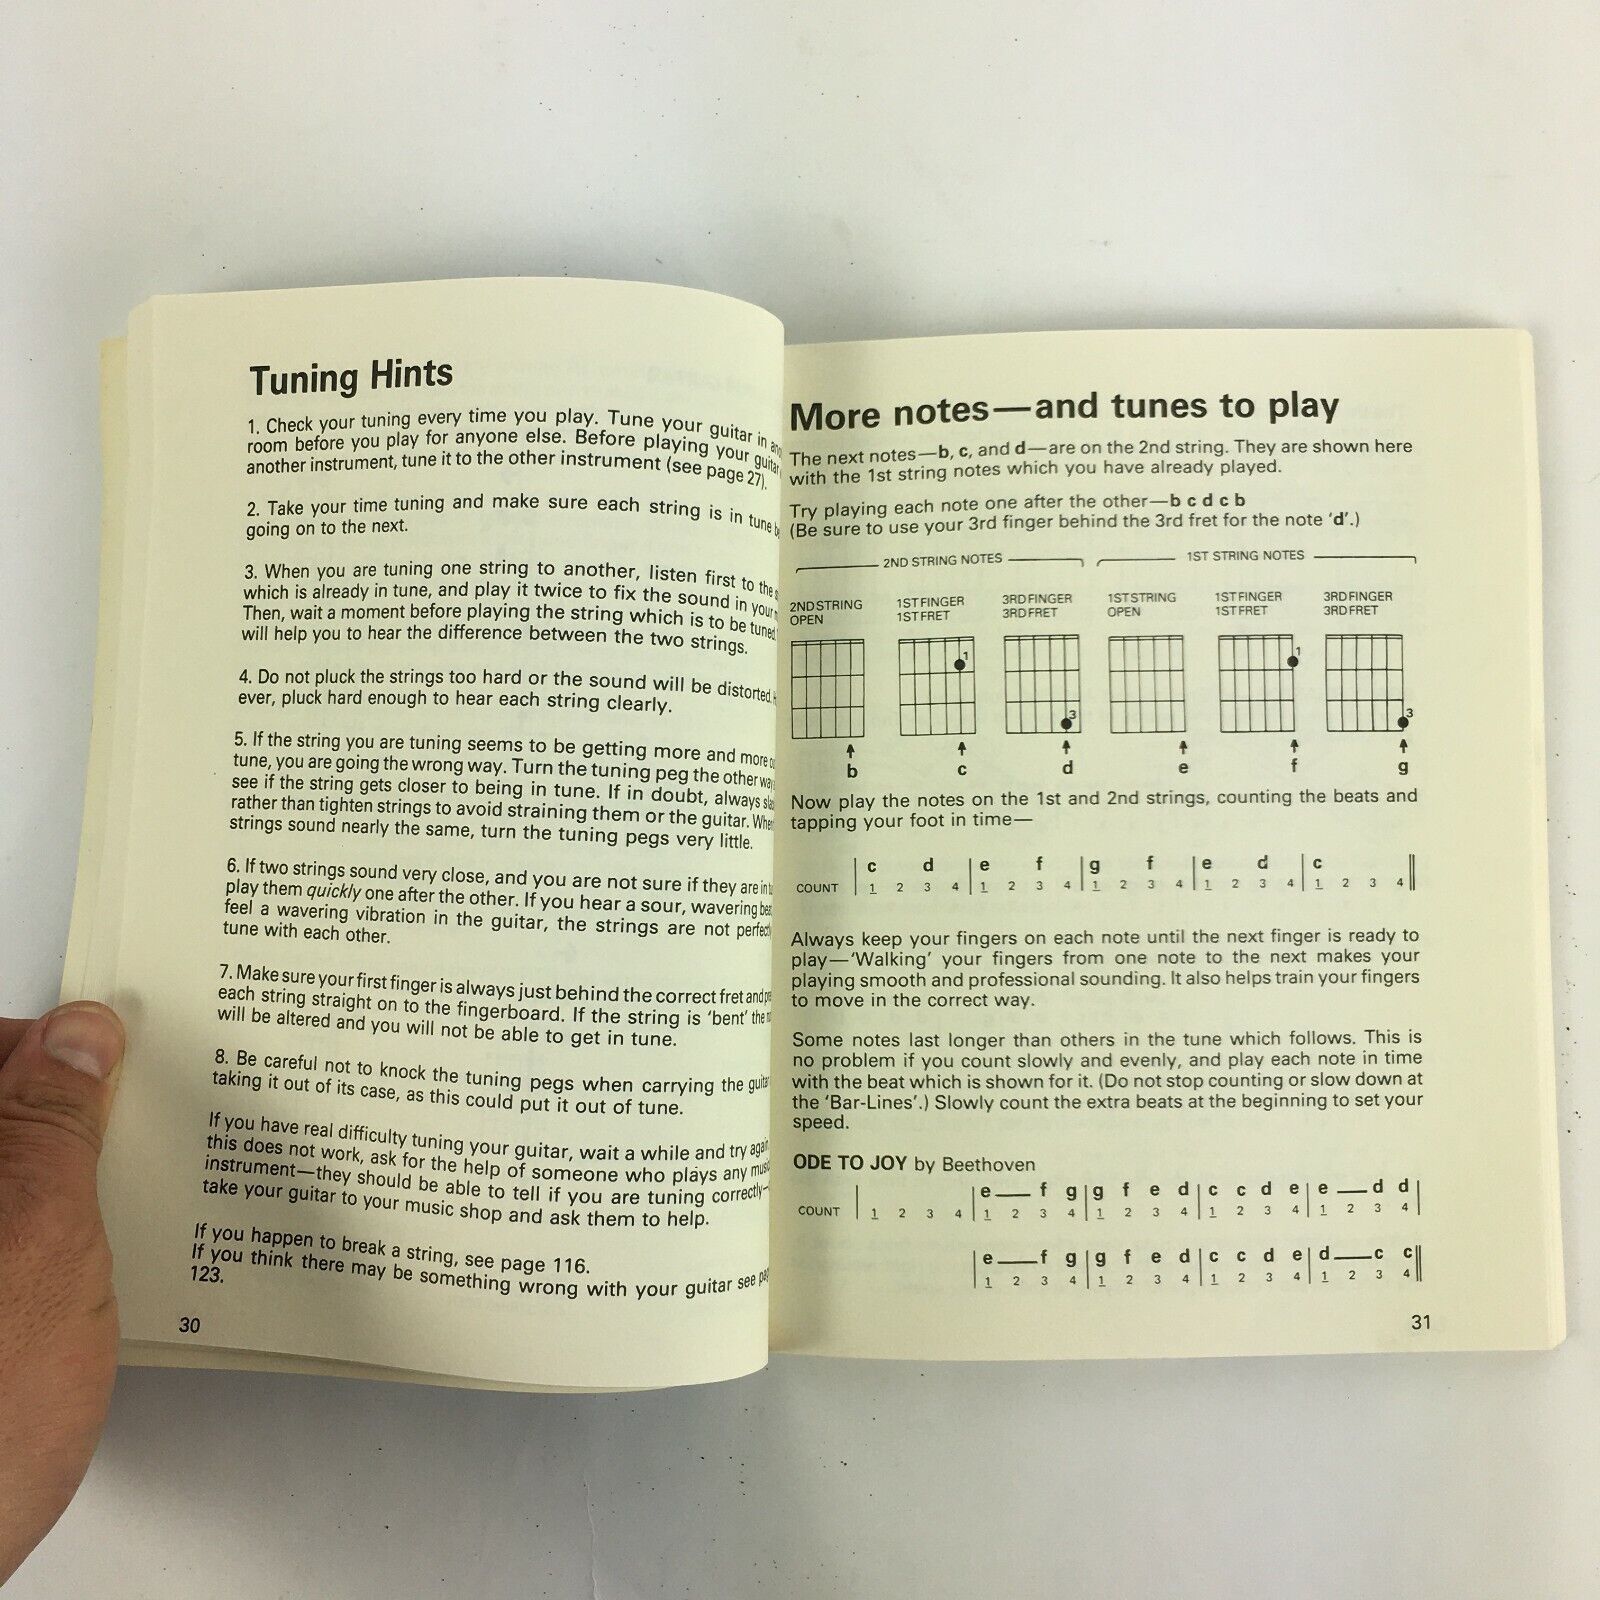 Tuning Hints
1. Check your tuning every time you play. Tune your guitar in
room before you play for anyone else. Before playing your guitar
another instrument, tune it to the other instrument (see page 27).
2. Take your time tuning and make sure each string is in tune
going on to the next.
3. When you are tuning one string to another, listen first to the
which is already in tune, and play it twice to fix the sound in your
Then, wait a moment before playing the string which is to be tuned.
will help you to hear the difference between the two strings.
4. Do not pluck the strings too hard or the sound will be distorted.
ever, pluck hard enough to hear each string clearly.
5. If the string you are tuning seems to be getting more and more
tune, you are going the wrong way. Turn the tuning peg the other way
see if the string gets closer to being in tune. If in doubt, always
rather than tighten strings to avoid straining them or the guitar. When
strings sound nearly the same, turn the tuning pegs very little.
6. If two strings sound very close, and you are not sure if they are in
play them quickly one after the other. If you hear a sour, wavering
feel a wavering vibration in the guitar, the strings are not perfectly
tune with each other.
7. Make sure your first finger is always just behind the correct fret and
each string straight on to the fingerboard. If the string is 'bent' the
will be altered and you will not be able to get in tune.
8. Be careful not to knock the tuning pegs when carrying the guitar
taking it out of its case, as this could put it out of tune.
If you have real difficulty tuning your guitar, wait a while and try again
this does not work, ask for the help of someone who plays any
instrument—they should be able to tell if you are tuning correctly—
take your guitar to your music shop and ask them to help.
If you happen to break a string, see page 116.
If you think there may be something wrong with your guitar see
123.
30
More notes—and tunes to play
The next notes—b, c, and d—are on the 2nd string. They are shown here
with the 1st string notes which you have already played.
Try playing each note one after the other—b c d c b
(Be sure to use your 3rd finger behind the 3rd fret for the note 'd'.)
2ND STRING NOTES 1ST STRING NOTES
2ND STRING 1ST FINGER 3RD FINGER 1ST STRING 1ST FINGER 3RD FINGER
OPEN 1ST FRET 3RD FRET OPEN 1ST FRET 3RD FRET
1 3 1 3
b c d e f g
Now play the notes on the 1st and 2nd strings, counting the beats and
tapping your foot in time—
c d e f g f e d c
COUNT 1 2 3 4 1 2 3 4 1 2 3 4 1 2 3 4 1 2 3 4
Always keep your fingers on each note until the next finger is ready to
play—'Walking' your fingers from one note to the next makes your
playing smooth and professional sounding. It also helps train your fingers
to move in the correct way.
Some notes last longer than others in the tune which follows. This is
no problem if you count slowly and evenly, and play each note in time
with the beat which is shown for it. (Do not stop counting or slow down at
the 'Bar-Lines'.) Slowly count the extra beats at the beginning to set your
speed.
ODE TO JOY by Beethoven
e — f g g f e d c c d e e — d d
COUNT 1 2 3 4 1 2 3 4 1 2 3 4 1 2 3 4 1 2 3 4
e — f g g f e d c c d e d — c c
1 2 3 4 1 2 3 4 1 2 3 4 1 2 3 4
31